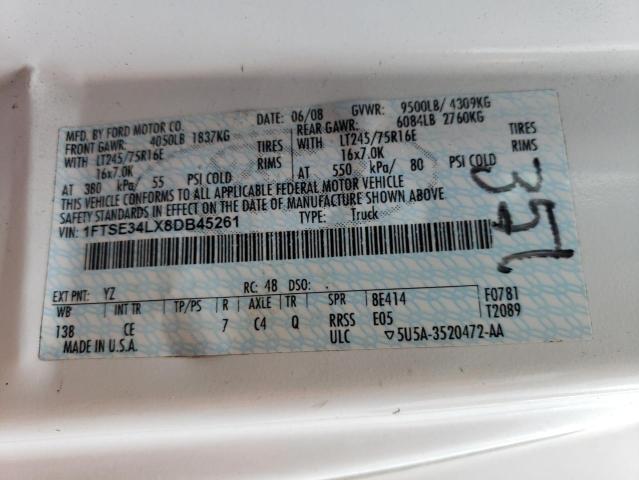 DATE: 06/08 GVWR: 9500LB/ 4309KG
MFD. BY FORD MOTOR CO.
FRONT GAWR: 4050LB 1837KG
REAR GAWR: 6084LB 2760KG
WITH LT245/75R16E TIRES
WITH LT245/75R16E TIRES
16x7.0K RIMS
16x7.0K RIMS
AT 380 kPa/ 55 PSI COLD
AT 550 kPa/ 80 PSI COLD
THIS VEHICLE CONFORMS TO ALL APPLICABLE FEDERAL MOTOR VEHICLE
SAFETY STANDARDS IN EFFECT ON THE DATE OF MANUFACTURE SHOWN ABOVE.
VIN: 1FTSE34LX8DB45261
TYPE: Truck
EXT PNT: YZ RC: 48 DSO:
WB INT TR TP/PS R AXLE TR SPR 8E414 F0781
138 CE 7 C4 Q RRSS E05 T2089
MADE IN U.S.A. ULC ▽5U5A-3520472-AA